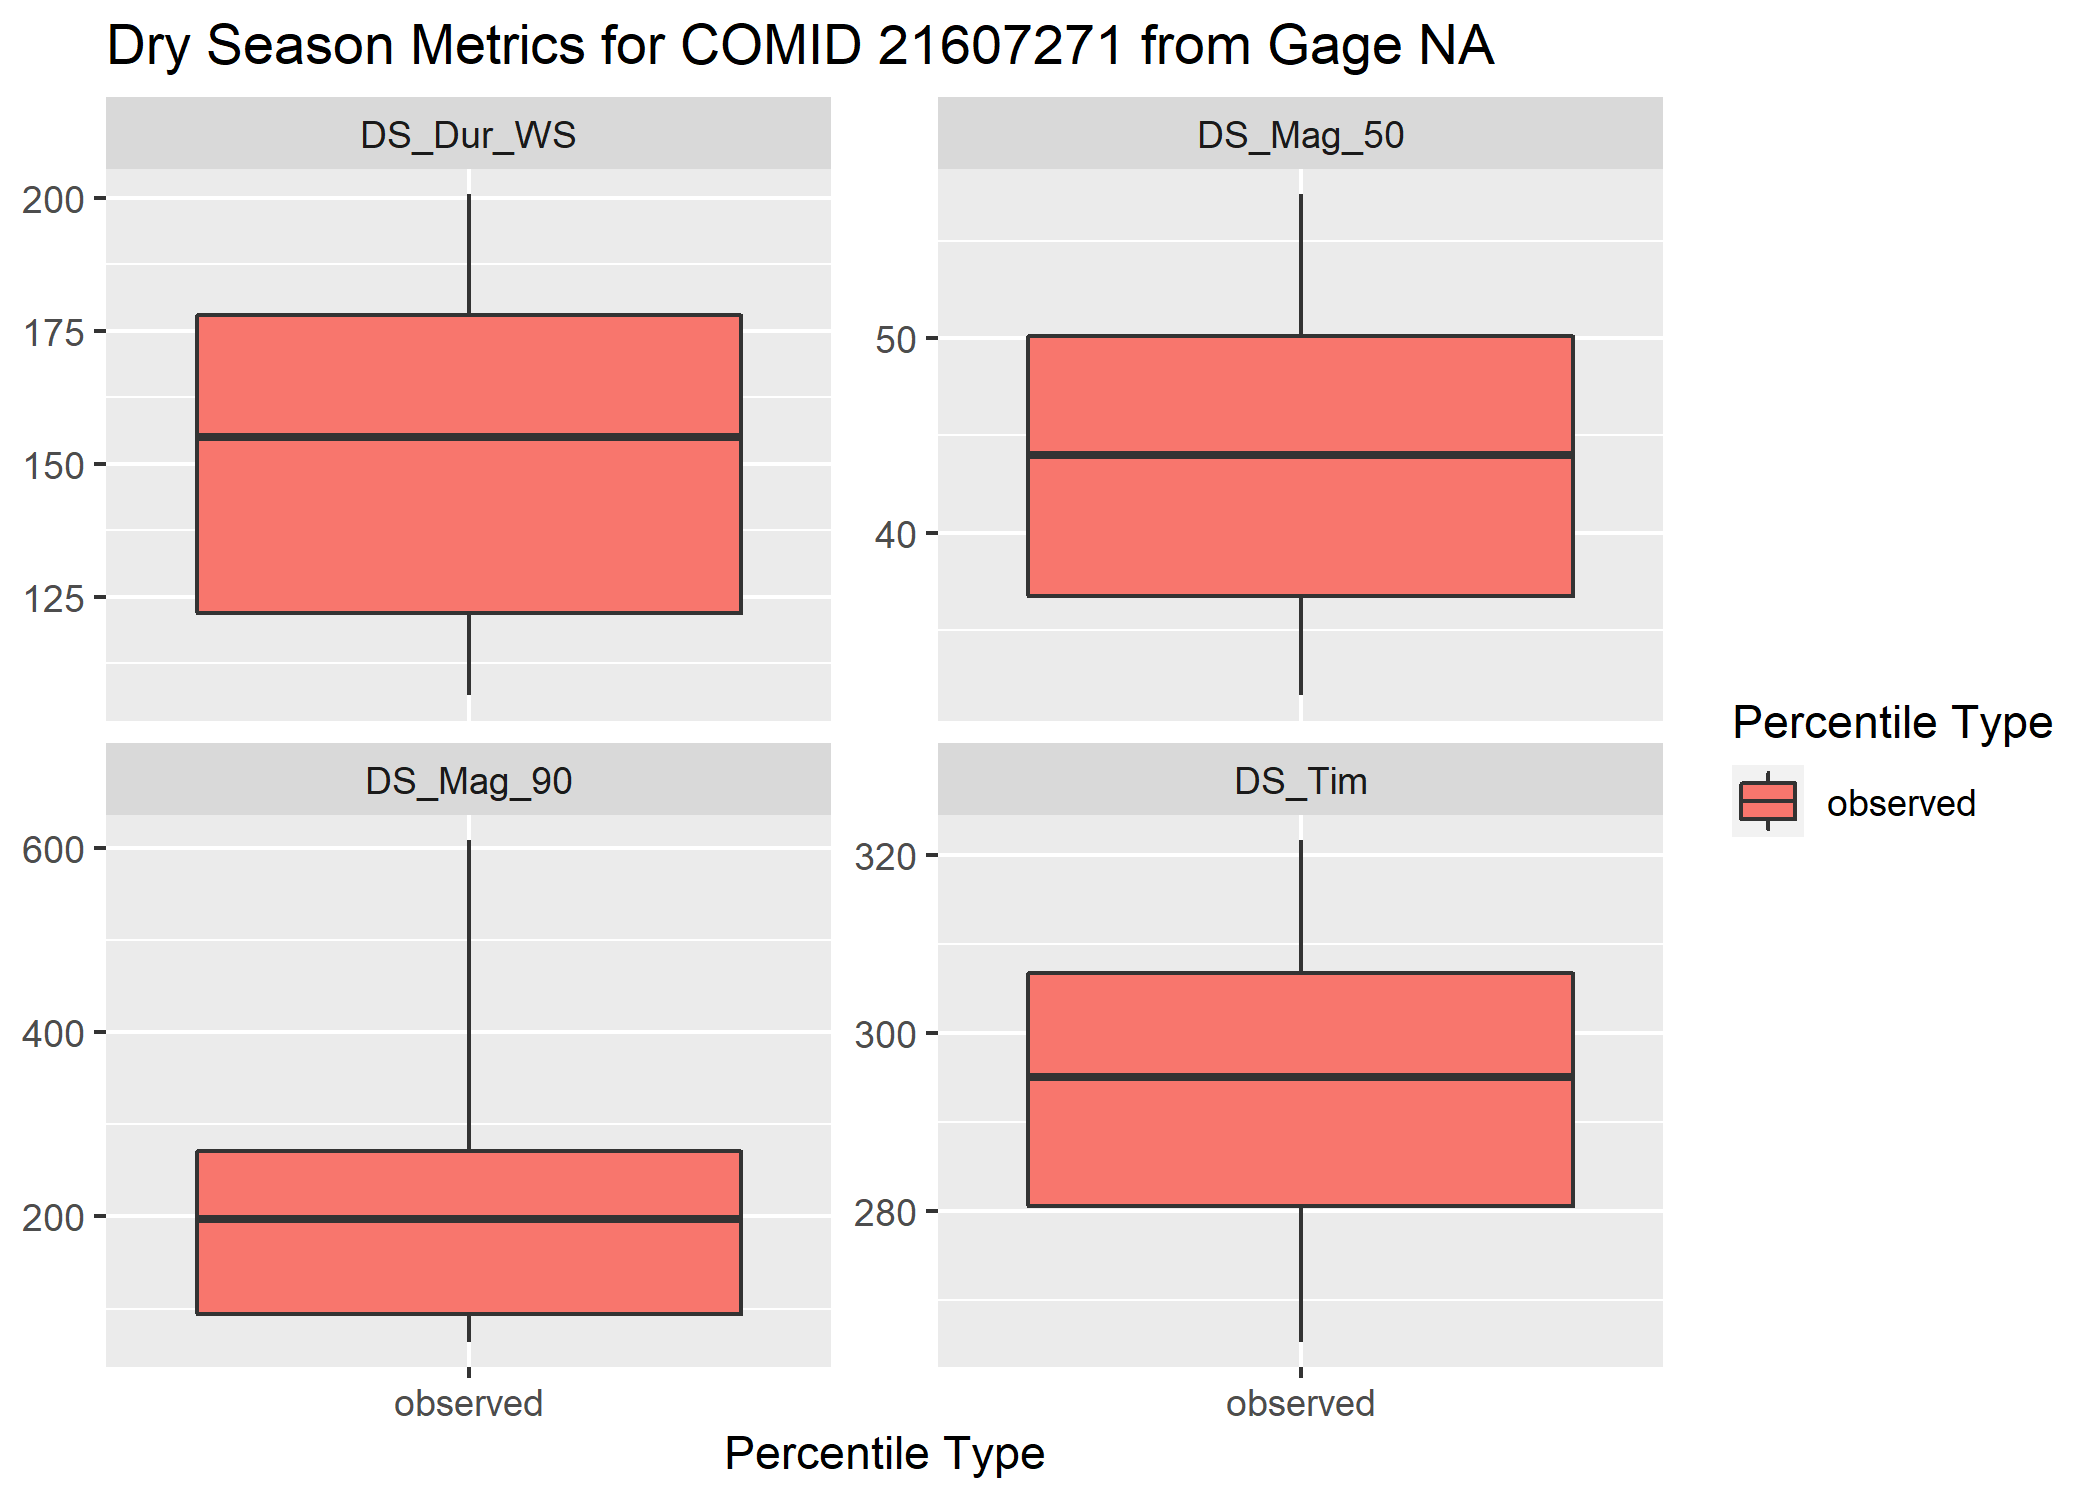 Dry Season Metrics for COMID 21607271 from Gage NA
DS_Dur_WS
200
175
150
125
DS_Mag_50
50
40
DS_Mag_90
600
400
200
observed
DS_Tim
320
300
280
observed
Percentile Type
Percentile Type
observed